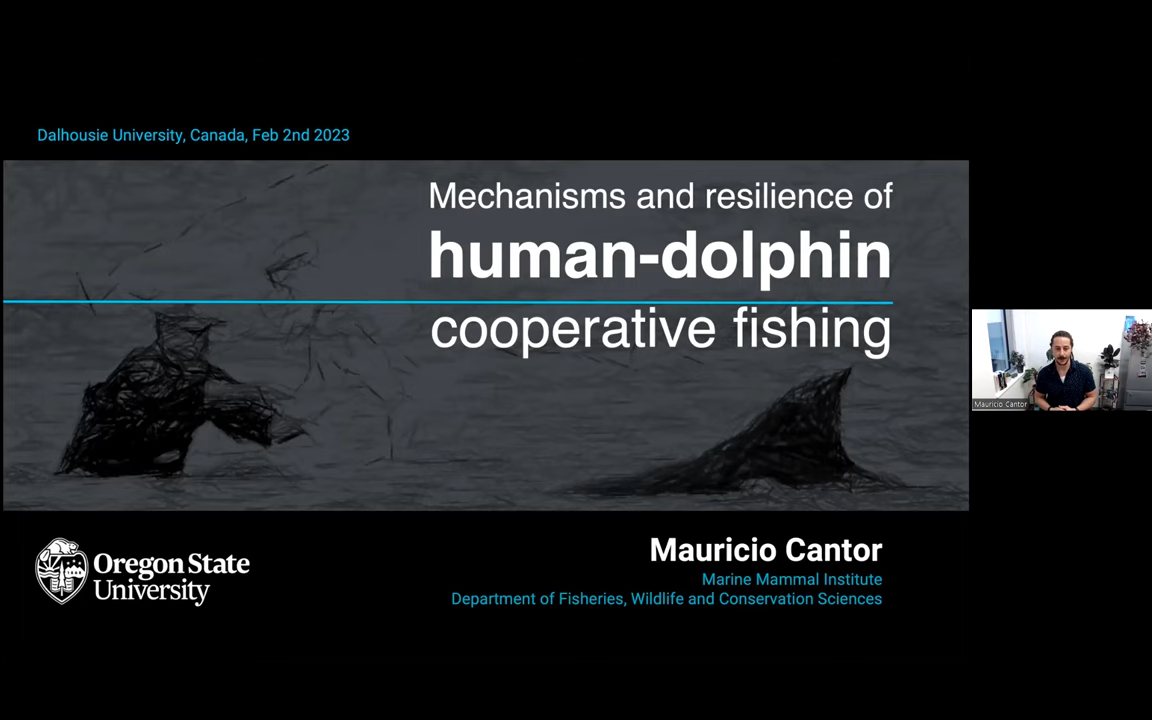 Dalhousie University, Canada, Feb 2nd 2023
Mechanisms and resilience of
human-dolphin
cooperative fishing
Mauricio Cantor
Oregon State
University
Mauricio Cantor
Marine Mammal Institute
Department of Fisheries, Wildlife and Conservation Sciences